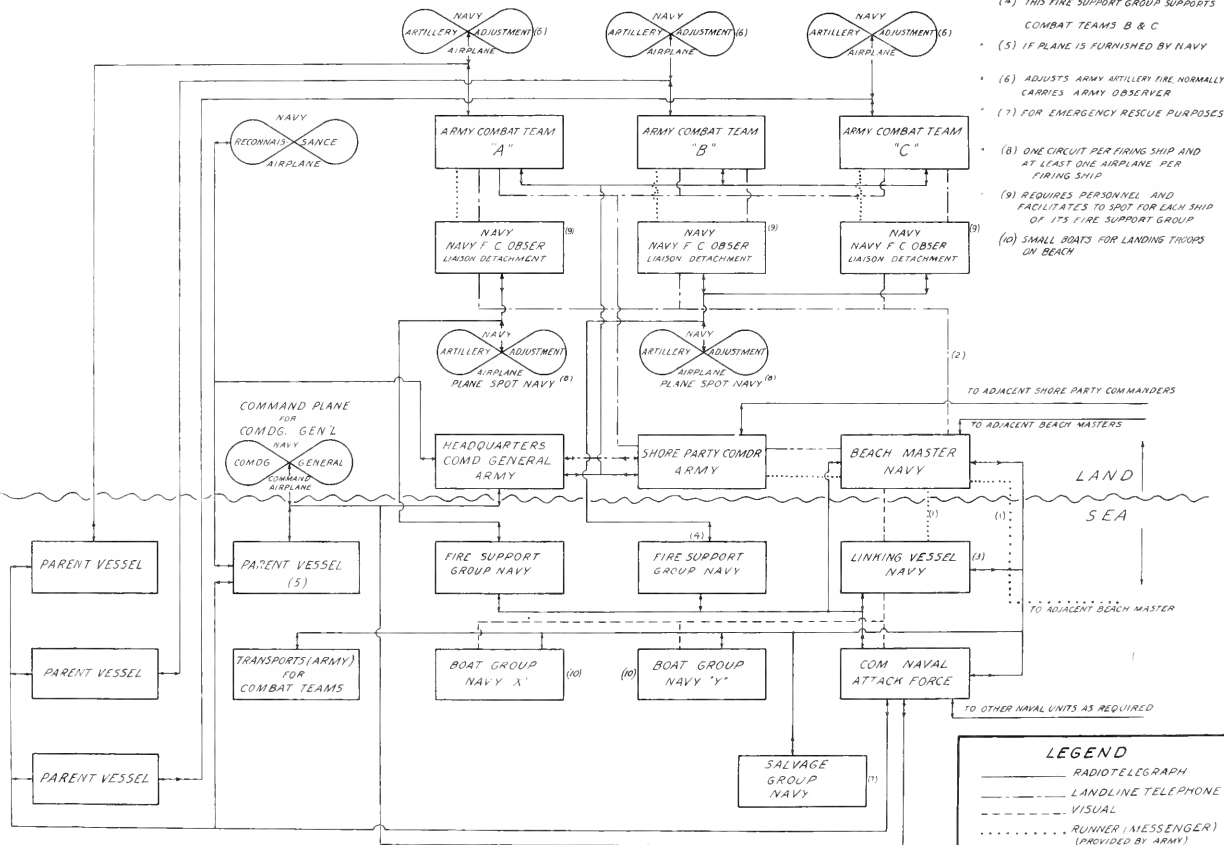 NAVY
ARTILLERY ADJUSTMENT (6)
AIRPLANE
NAVY
ARTILLERY ADJUSTMENT (6)
AIRPLANE
NAVY
ARTILLERY ADJUSTMENT (6)
AIRPLANE
(4) THIS FIRE SUPPORT GROUP SUPPORTS
COMBAT TEAMS B & C
" (5) IF PLANE IS FURNISHED BY NAVY
" (6) ADJUSTS ARMY ARTILLERY FIRE, NORMALLY
CARRIES ARMY OBSERVER
" (7) FOR EMERGENCY RESCUE PURPOSES
" (8) ONE CIRCUIT PER FIRING SHIP AND
AT LEAST ONE AIRPLANE PER
FIRING SHIP
(9) REQUIRES PERSONNEL AND
FACILITATES TO SPOT FOR EACH SHIP
OF ITS FIRE SUPPORT GROUP
(10) SMALL BOATS FOR LANDING TROOPS
ON BEACH
NAVY
RECONNAIS SANCE
AIRPLANE
ARMY COMBAT TEAM
"A"
ARMY COMBAT TEAM
"B"
ARMY COMBAT TEAM
"C"
NAVY
NAVY F C OBSER
LIAISON DETACHMENT
(9)
NAVY
NAVY F C OBSER
LIAISON DETACHMENT
(9)
NAVY
NAVY F C OBSER
LIAISON DETACHMENT
(9)
NAVY
ARTILLERY ADJUSTMENT
AIRPLANE
PLANE SPOT NAVY (8)
NAVY
ARTILLERY ADJUSTMENT
AIRPLANE
PLANE SPOT NAVY (8)
(2)
COMMAND PLANE
FOR
COMDG. GEN'L
NAVY
COMDG GENERAL
COMMAND
AIRPLANE
HEADQUARTERS
COMD GENERAL
ARMY
SHORE PARTY COMDR
ARMY
BEACH MASTER
NAVY
TO ADJACENT SHORE PARTY COMMANDERS
TO ADJACENT BEACH MASTERS
LAND
SEA
(1)
(1)
PARENT VESSEL
PARENT VESSEL
(5)
FIRE SUPPORT
GROUP NAVY
(4)
FIRE SUPPORT
GROUP NAVY
LINKING VESSEL
NAVY
(3)
TO ADJACENT BEACH MASTER
PARENT VESSEL
TRANSPORTS (ARMY)
FOR
COMBAT TEAMS
BOAT GROUP
NAVY "X"
(10)
(10)
BOAT GROUP
NAVY "Y"
COM NAVAL
ATTACK FORCE
TO OTHER NAVAL UNITS AS REQUIRED
PARENT VESSEL
SALVAGE
GROUP
NAVY
(7)
LEGEND
RADIOTELEGRAPH
LANDLINE TELEPHONE
VISUAL
RUNNER (MESSENGER)
(PROVIDED BY ARMY)